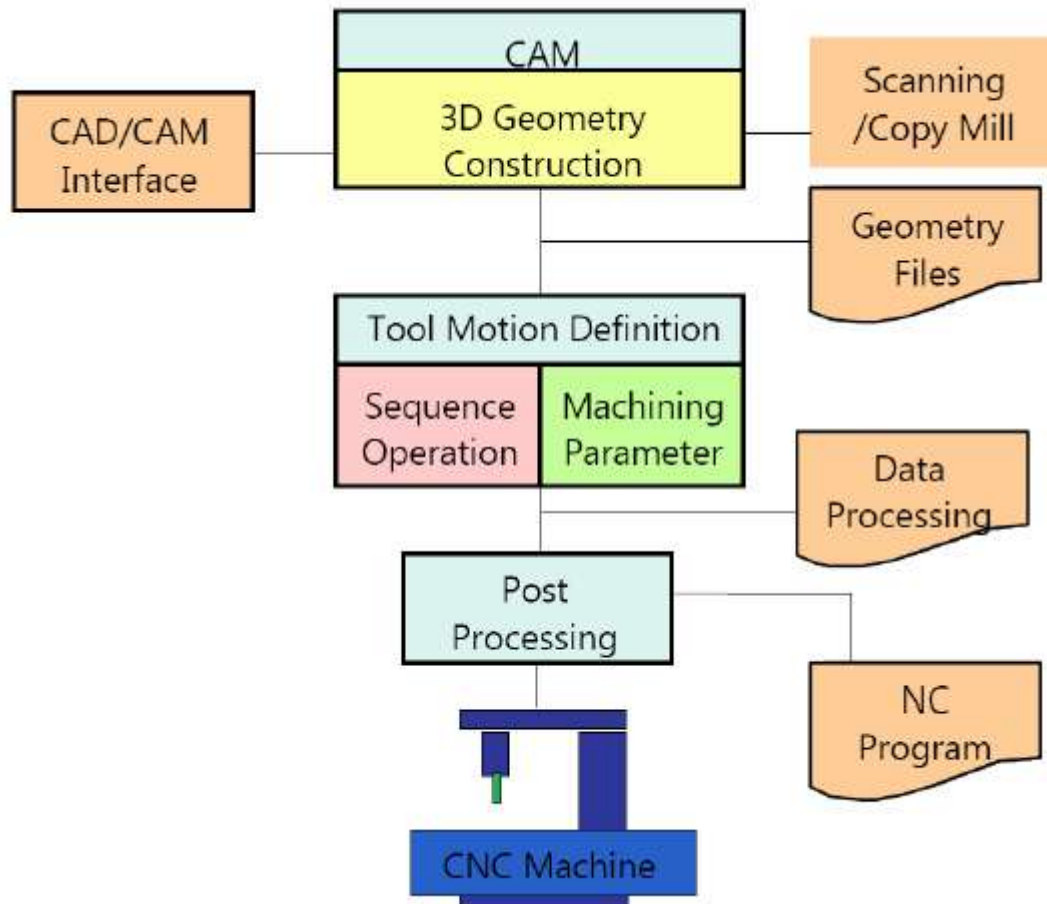 CAM
3D Geometry
Construction
CAD/CAM
Interface
Scanning
/Copy Mill
Geometry
Files
Tool Motion Definition
Sequence
Operation
Machining
Parameter
Data
Processing
Post
Processing
NC
Program
CNC Machine